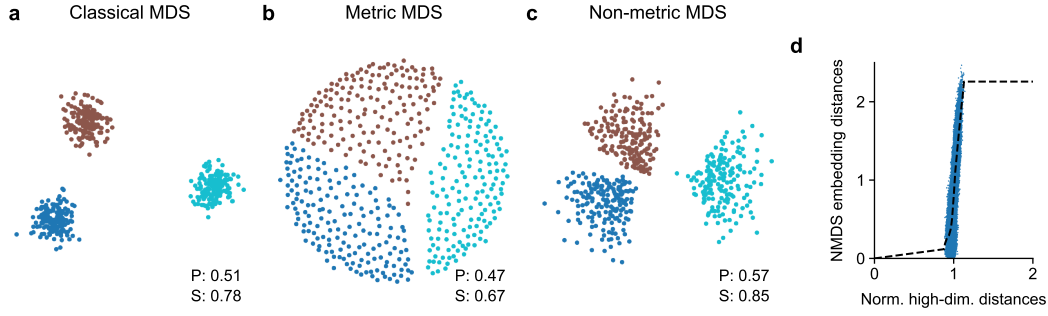 a Classical MDS
P: 0.51
S: 0.78
b Metric MDS
P: 0.47
S: 0.67
c Non-metric MDS
P: 0.57
S: 0.85
d
NMDS embedding distances
2
1
0
0 1 2
Norm. high-dim. distances